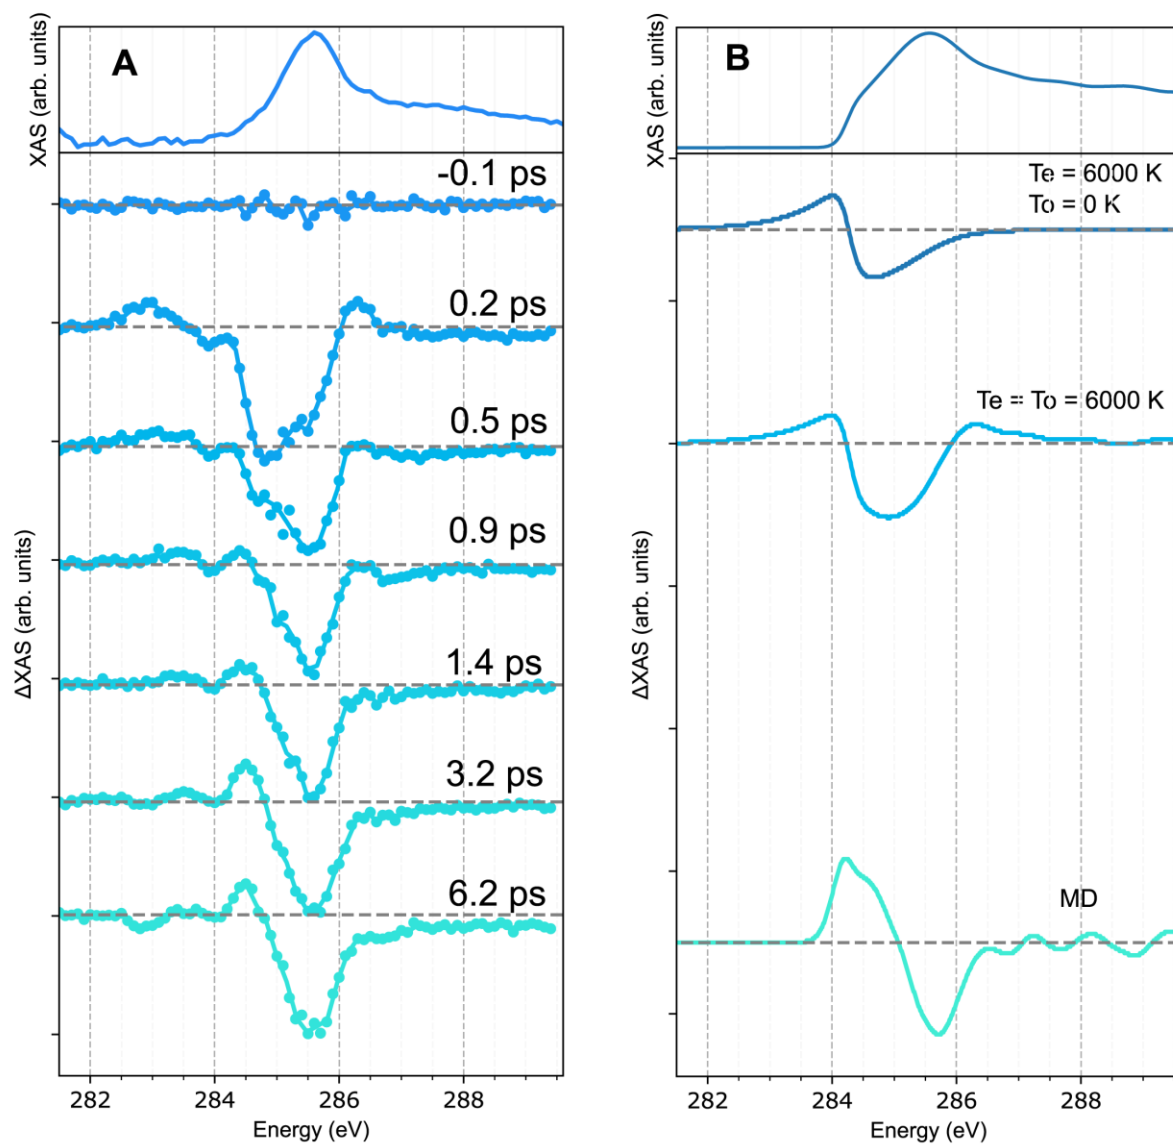 XAS (arb. units)
A
-0.1 ps
0.2 ps
0.5 ps
0.9 ps
1.4 ps
3.2 ps
6.2 ps
ΔXAS (arb. units)
282 284 286 288
Energy (eV)
XAS (arb. units)
B
Te = 6000 K
To = 0 K
Te = To = 6000 K
MD
ΔXAS (arb. units)
282 284 286 288
Energy (eV)